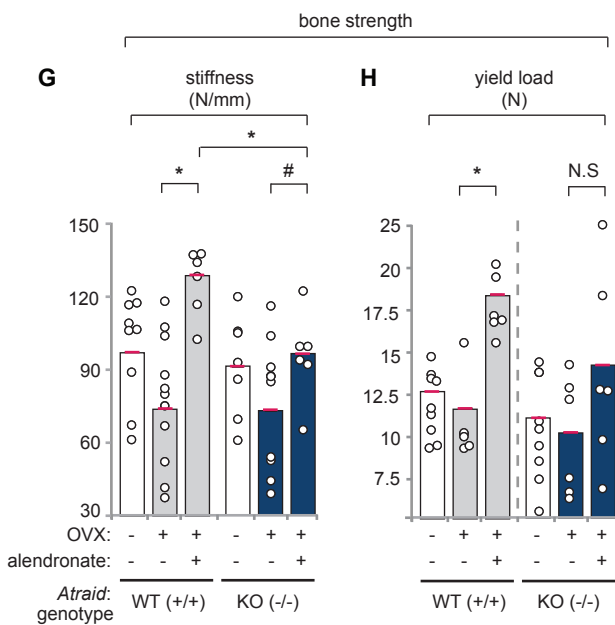 bone strength
G
stiffness
(N/mm)
*
*
#
150
120
90
60
30
OVX: - + + - + +
alendronate: - - + - - +
Atraid:
genotype
WT (+/+) KO (-/-)
H
yield load
(N)
*
N.S
25
20
17.5
15
12.5
10
7.5
- + + - + +
- - + - - +
WT (+/+) KO (-/-)